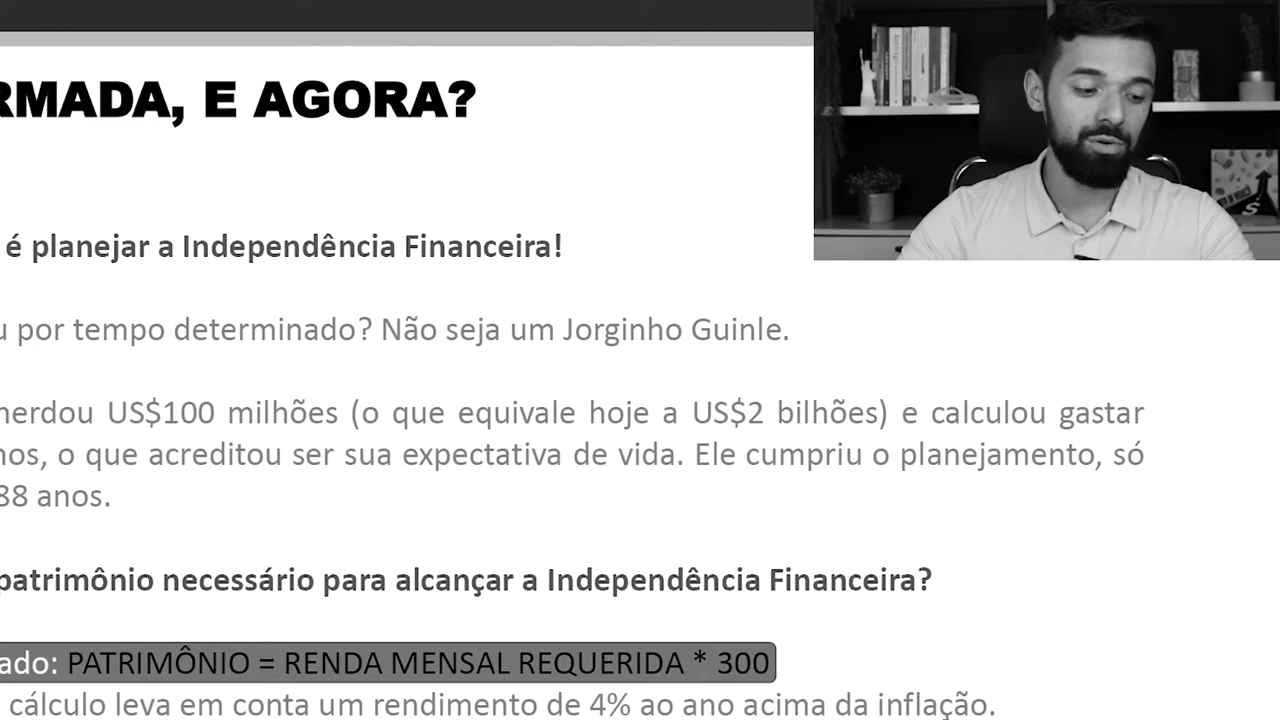 RMADA, E AGORA?
é planejar a Independência Financeira!
u por tempo determinado? Não seja um Jorginho Guinle.
herdou US$100 milhões (o que equivale hoje a US$2 bilhões) e calculou gastar
nos, o que acreditou ser sua expectativa de vida. Ele cumpriu o planejamento, só
88 anos.
patrimônio necessário para alcançar a Independência Financeira?
ado: PATRIMÔNIO = RENDA MENSAL REQUERIDA * 300
cálculo leva em conta um rendimento de 4% ao ano acima da inflação.